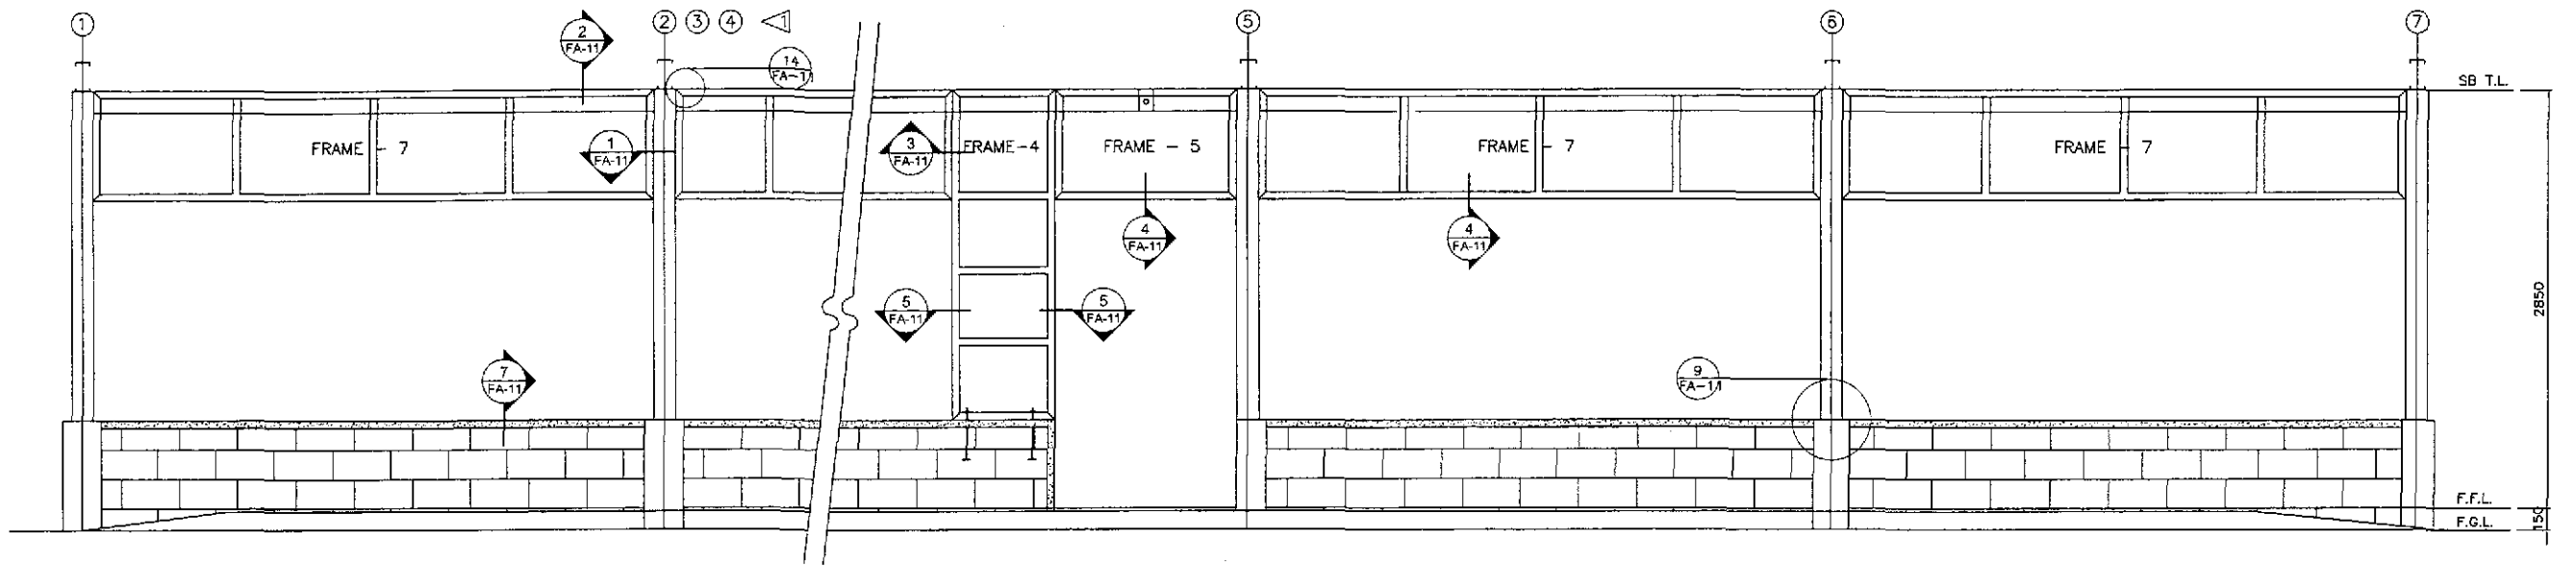 1
2 3 4 1
5
6
7
2
FA-11
14
FA-11
SB T.L.
FRAME - 7
1
FA-11
3
FA-11
FRAME-4
FRAME - 5
FRAME - 7
FRAME - 7
4
FA-11
4
FA-11
5
FA-11
5
FA-11
2850
7
FA-11
9
FA-11
F.F.L.
150
F.G.L.